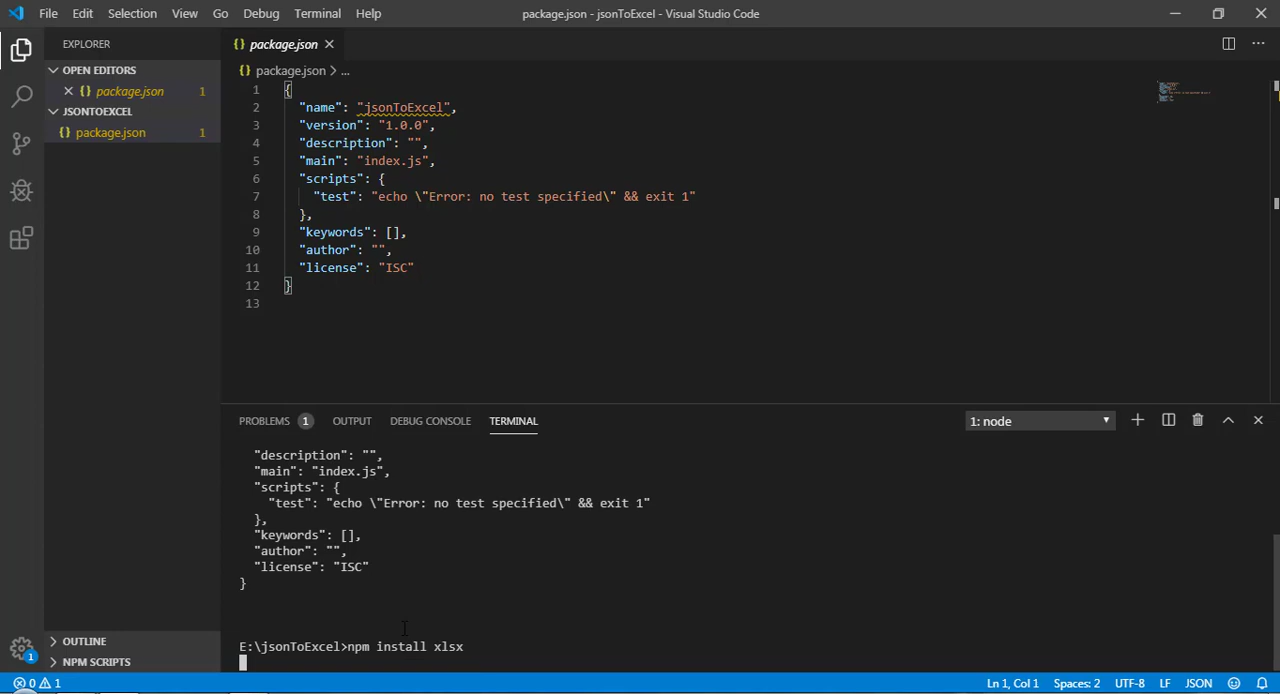 File Edit Selection View Go Debug Terminal Help package.json - jsonToExcel - Visual Studio Code
EXPLORER
OPEN EDITORS
package.json 1
JSONTOEXCEL
package.json 1
OUTLINE
NPM SCRIPTS
1
package.json
package.json > ...
1 {
2 "name": "jsonToExcel",
3 "version": "1.0.0",
4 "description": "",
5 "main": "index.js",
6 "scripts": {
7 "test": "echo \"Error: no test specified\" && exit 1"
8 },
9 "keywords": [],
10 "author": "",
11 "license": "ISC"
12 }
13
PROBLEMS 1 OUTPUT DEBUG CONSOLE TERMINAL 1: node
"description": "",
"main": "index.js",
"scripts": {
"test": "echo \"Error: no test specified\" && exit 1"
},
"keywords": [],
"author": "",
"license": "ISC"
}
E:\jsonToExcel>npm install xlsx
0 1 Ln 1, Col 1 Spaces: 2 UTF-8 LF JSON